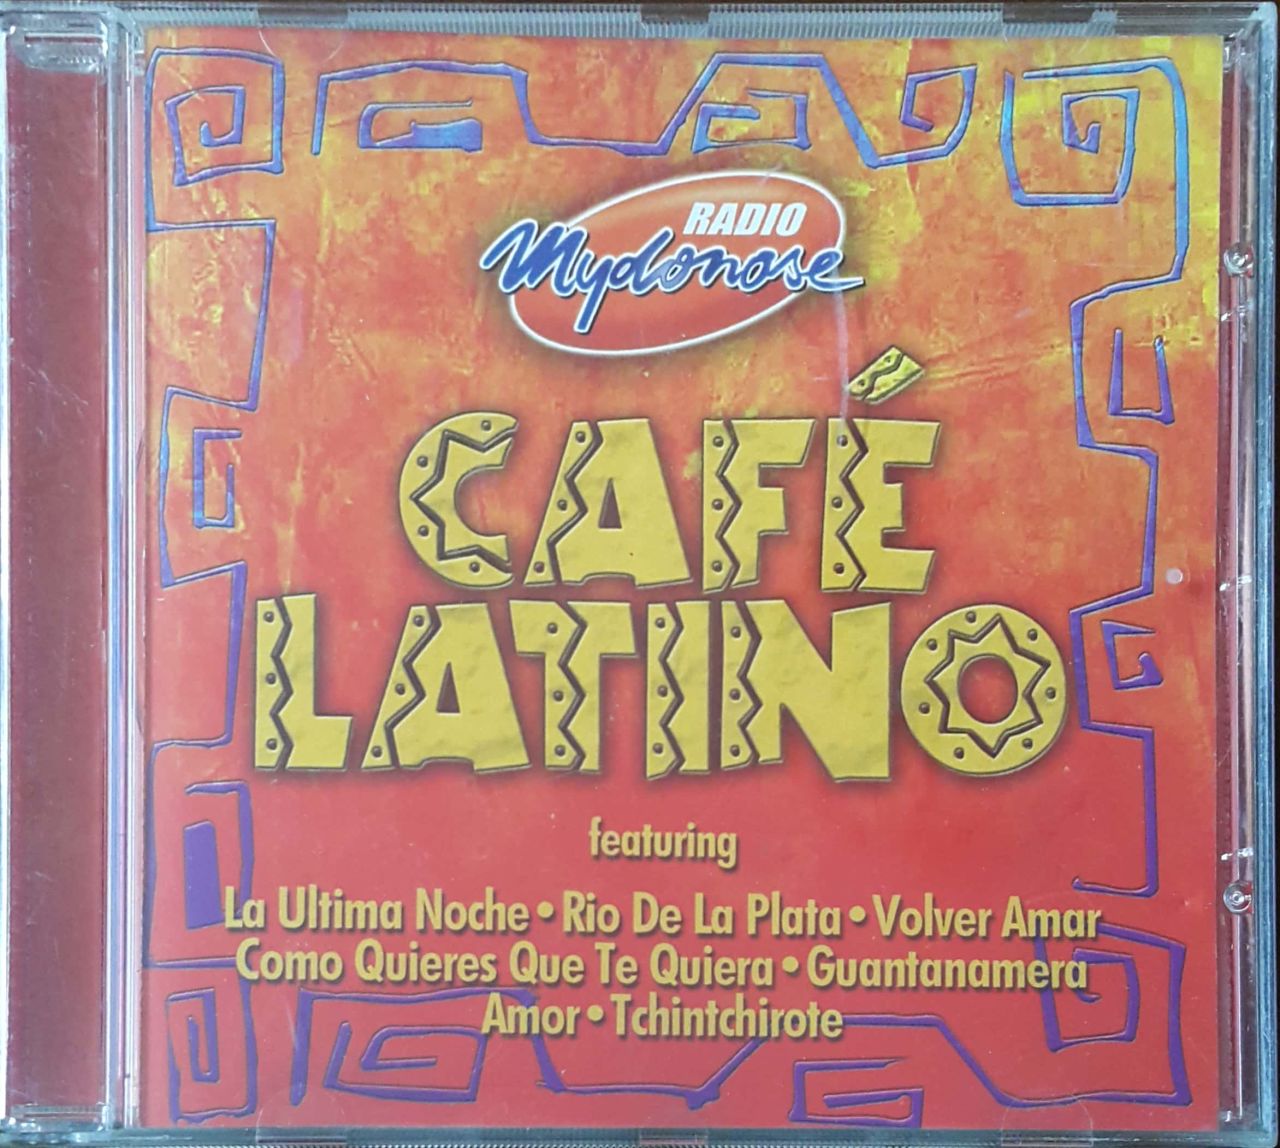 RADIO
Mydonose
CAFÉ
LATINO
featuring
La Ultima Noche • Rio De La Plata • Volver Amar
Como Quieres Que Te Quiera • Guantanamera
Amor • Tchintchirote